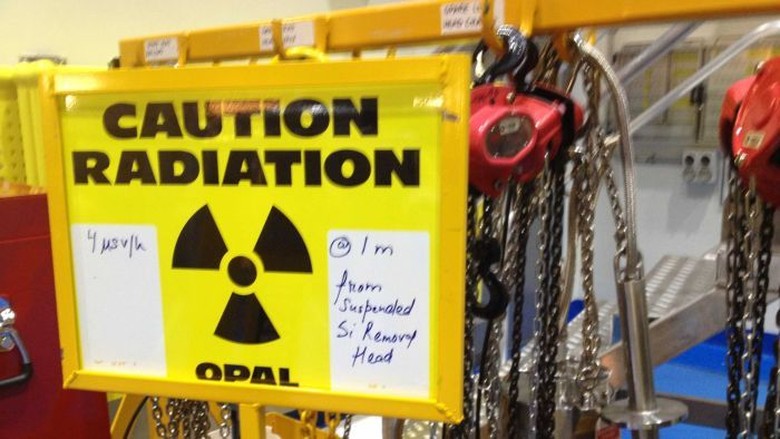 CAUTION
RADIATION
4 µSv/h
@ 1 m
from
Suspended
Si Removal
Head
OPAL